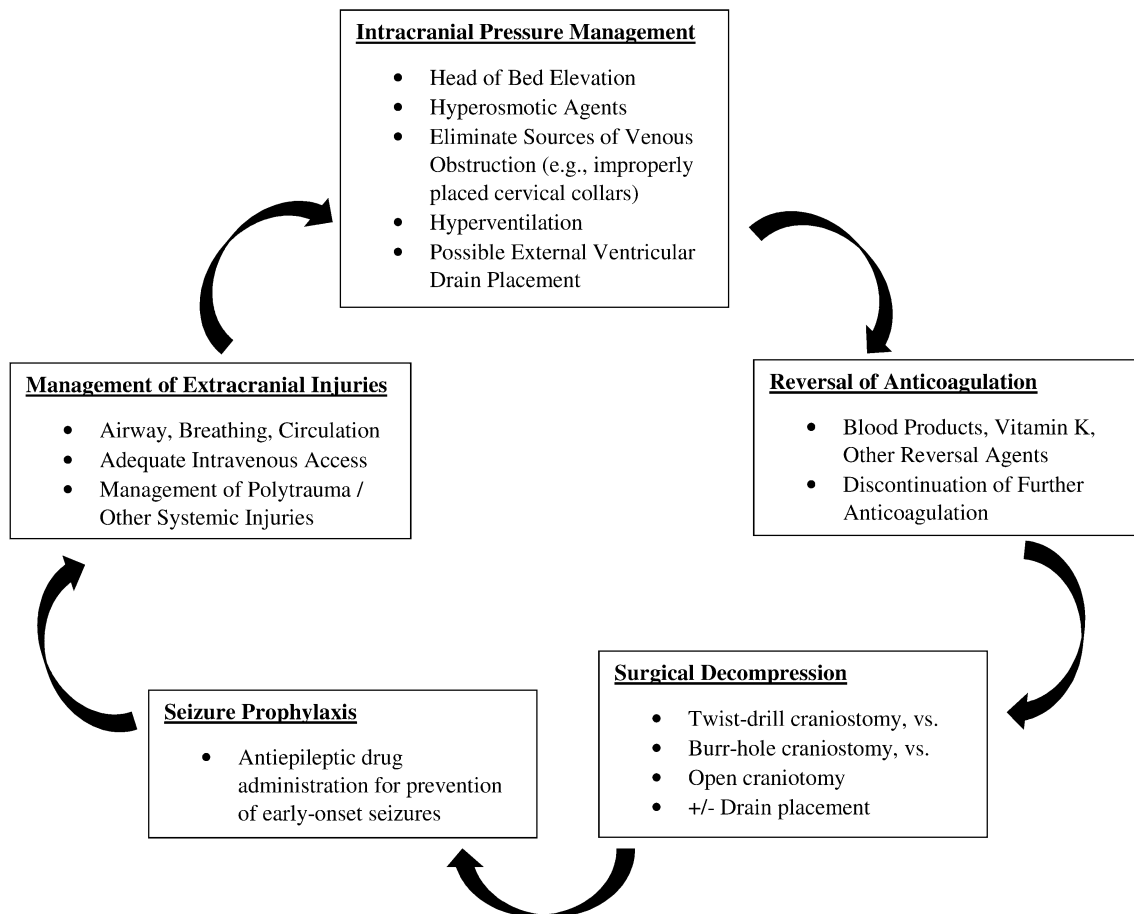 Intracranial Pressure Management
• Head of Bed Elevation
• Hyperosmotic Agents
• Eliminate Sources of Venous
Obstruction (e.g., improperly
placed cervical collars)
• Hyperventilation
• Possible External Ventricular
Drain Placement
Reversal of Anticoagulation
• Blood Products, Vitamin K,
Other Reversal Agents
• Discontinuation of Further
Anticoagulation
Surgical Decompression
• Twist-drill craniostomy, vs.
• Burr-hole craniostomy, vs.
• Open craniotomy
• +/- Drain placement
Seizure Prophylaxis
• Antiepileptic drug
administration for prevention
of early-onset seizures
Management of Extracranial Injuries
• Airway, Breathing, Circulation
• Adequate Intravenous Access
• Management of Polytrauma /
Other Systemic Injuries